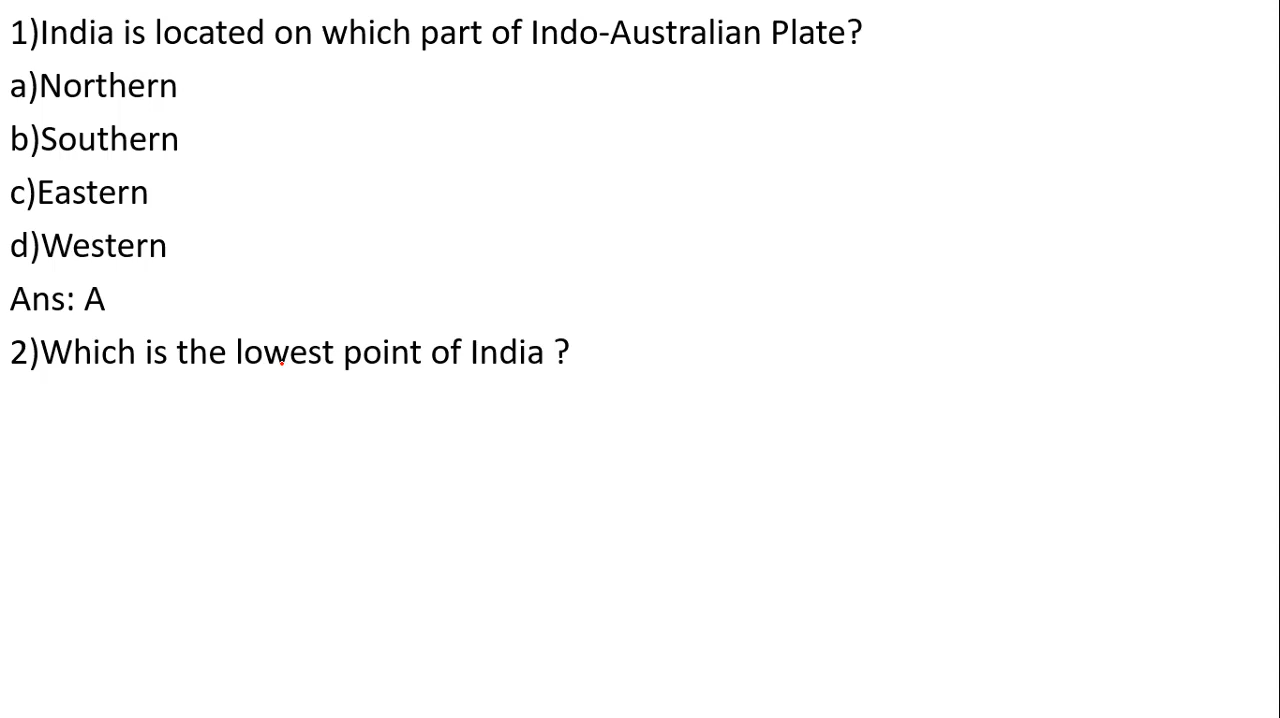 1)India is located on which part of Indo-Australian Plate?
a)Northern
b)Southern
c)Eastern
d)Western
Ans: A
2)Which is the lowest point of India ?